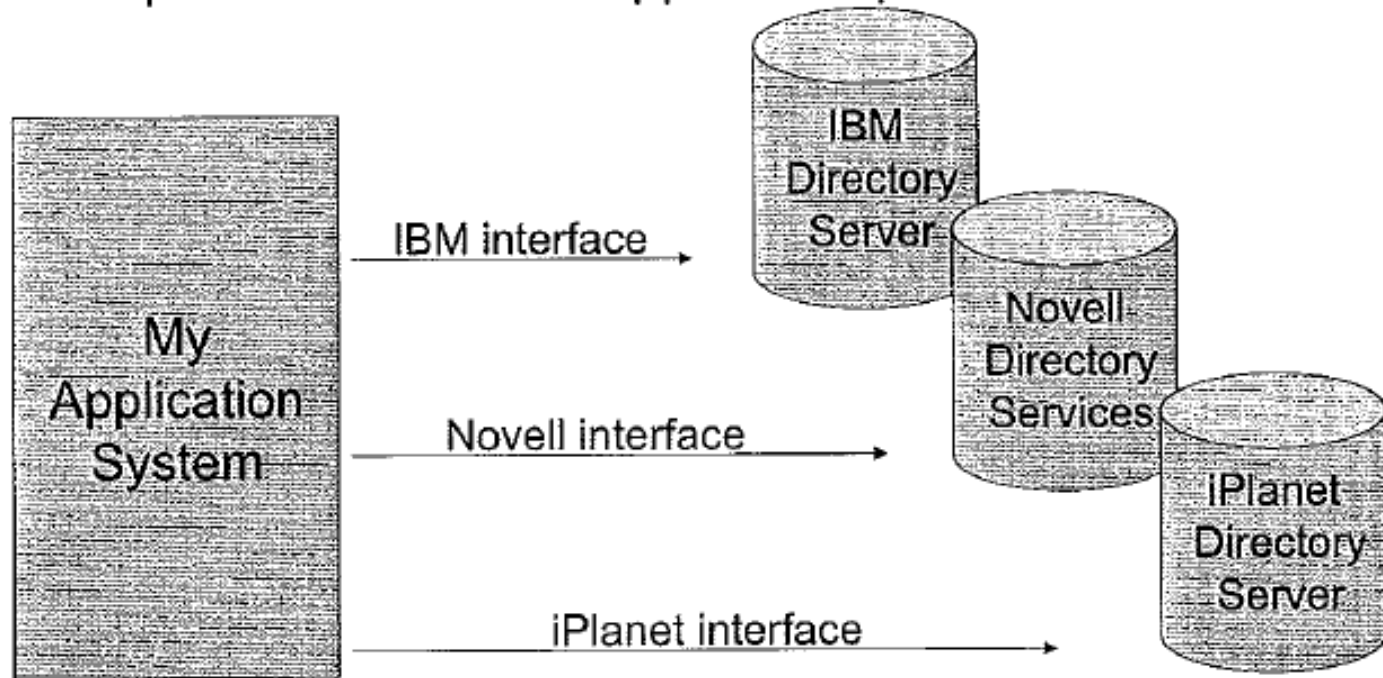 IBM
Directory
Server
IBM interface
My
Application
System
Novell
Directory
Services
Novell interface
iPlanet
Directory
Server
iPlanet interface